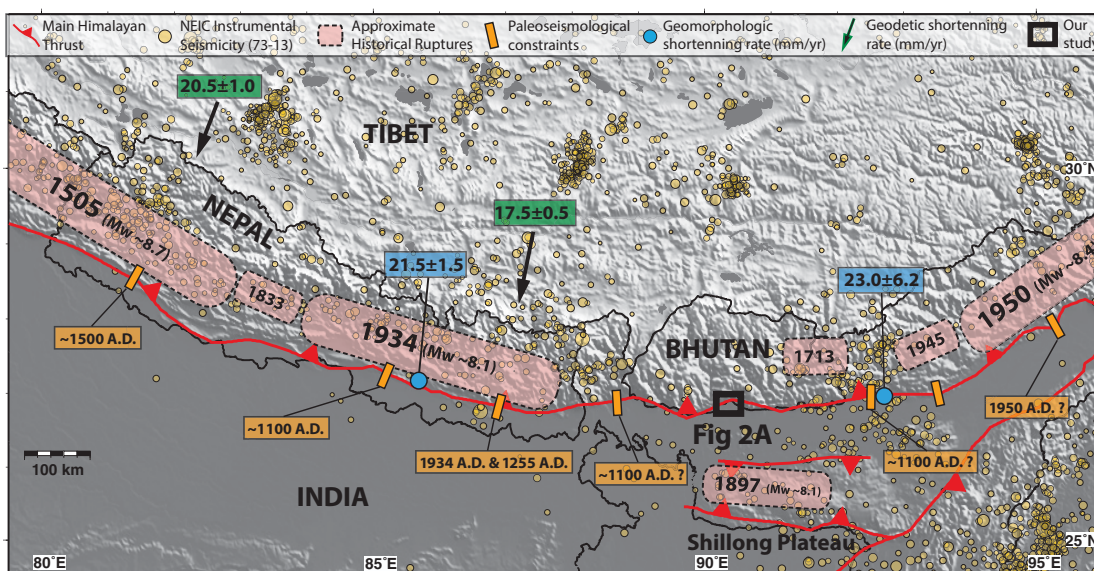 Main Himalayan
Thrust
NEIC Instrumental
Seismicity (73-13)
Approximate
Historical Ruptures
Paleoseismological
constraints
Geomorphologic
shortenning rate (mm/yr)
Geodetic shortenning
rate (mm/yr)
Our
study
20.5±1.0
TIBET
30°N
1505 (Mw ~8.7)
NEPAL
17.5±0.5
21.5±1.5
23.0±6.2
1833
1934 (Mw ~8.1)
BHUTAN
1713
1945
1950 (Mw ~8.
~1500 A.D.
~1100 A.D.
1934 A.D. & 1255 A.D.
~1100 A.D. ?
Fig 2A
~1100 A.D. ?
1950 A.D. ?
100 km
INDIA
1897 (Mw ~8.1)
Shillong Plateau
25°N
80°E
85°E
90°E
95°E